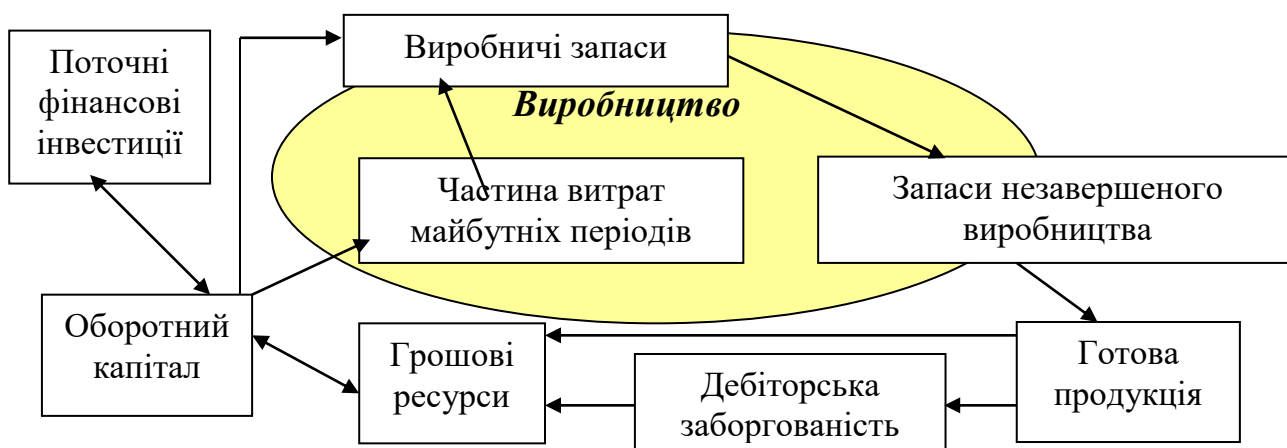 Виробничі запаси
Поточні
фінансові
інвестиції
Виробництво
Частина витрат
майбутніх періодів
Запаси незавершеного
виробництва
Оборотний
капітал
Грошові
ресурси
Дебіторська
заборгованість
Готова
продукція